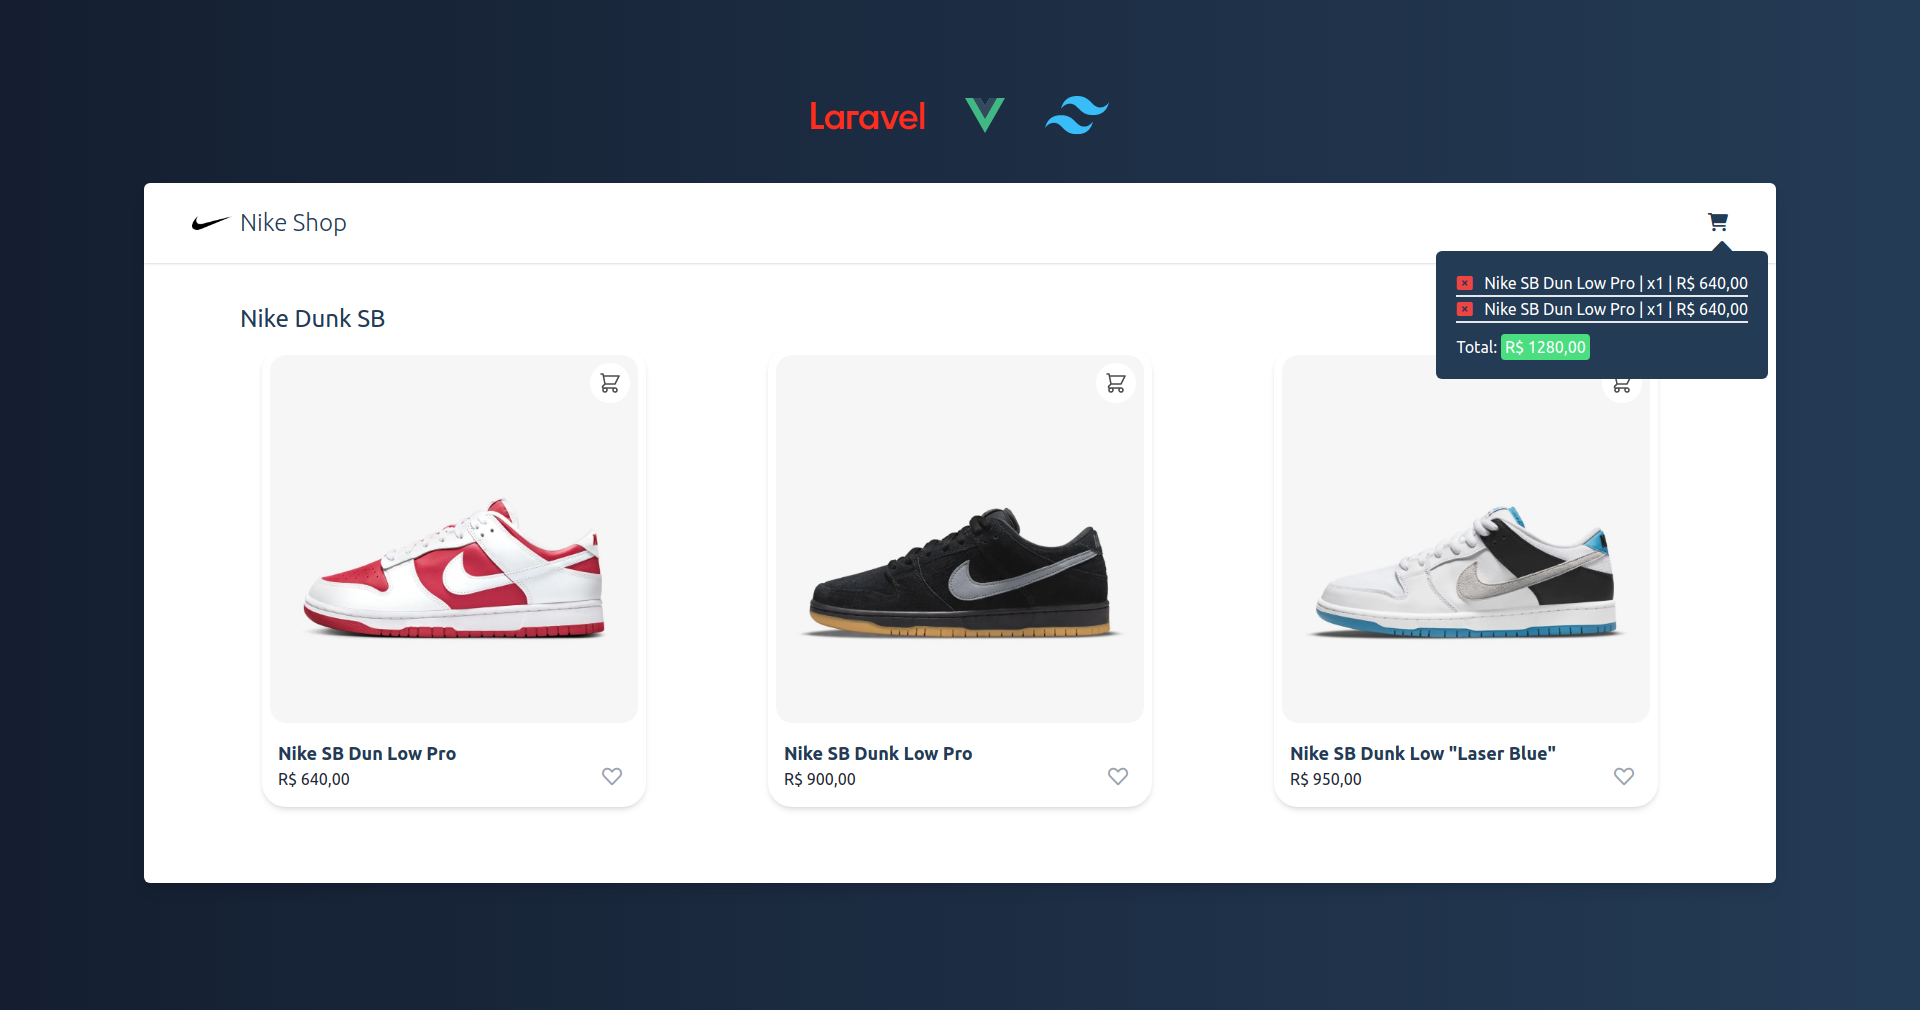 Laravel
Nike Shop
Nike SB Dun Low Pro | x1 | R$ 640,00
Nike SB Dun Low Pro | x1 | R$ 640,00
Total: R$ 1280,00
Nike Dunk SB
Nike SB Dun Low Pro
R$ 640,00
Nike SB Dunk Low Pro
R$ 900,00
Nike SB Dunk Low "Laser Blue"
R$ 950,00